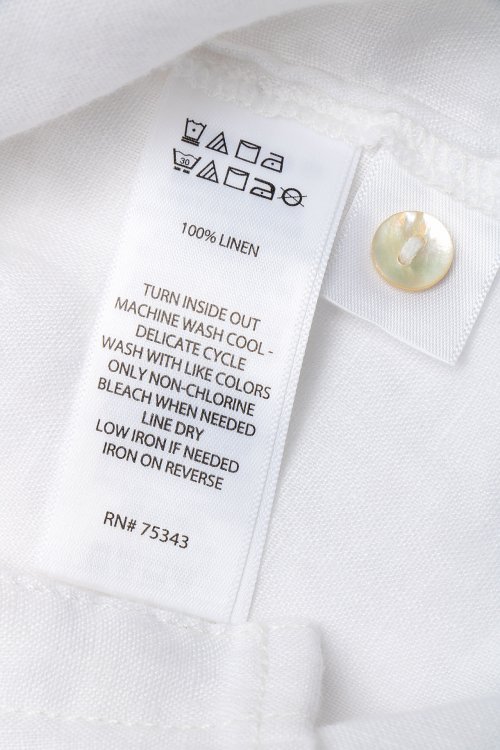 30
100% LINEN
TURN INSIDE OUT
MACHINE WASH COOL -
DELICATE CYCLE
WASH WITH LIKE COLORS
ONLY NON-CHLORINE
BLEACH WHEN NEEDED
LINE DRY
LOW IRON IF NEEDED
IRON ON REVERSE
RN# 75343